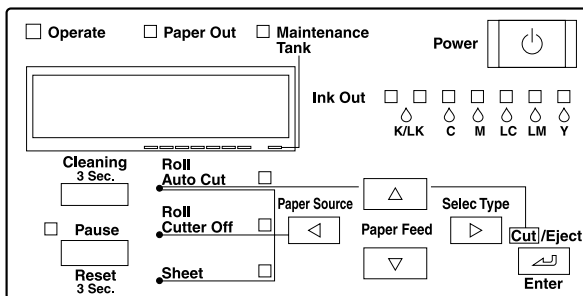 Operate
Paper Out
Maintenance
Tank
Power
Ink Out
K/LK
C
M
LC
LM
Y
Cleaning
3 Sec.
Roll
Auto Cut
Paper Source
Selec Type
Pause
Roll
Cutter Off
Paper Feed
Cut/Eject
Reset
3 Sec.
Sheet
Enter